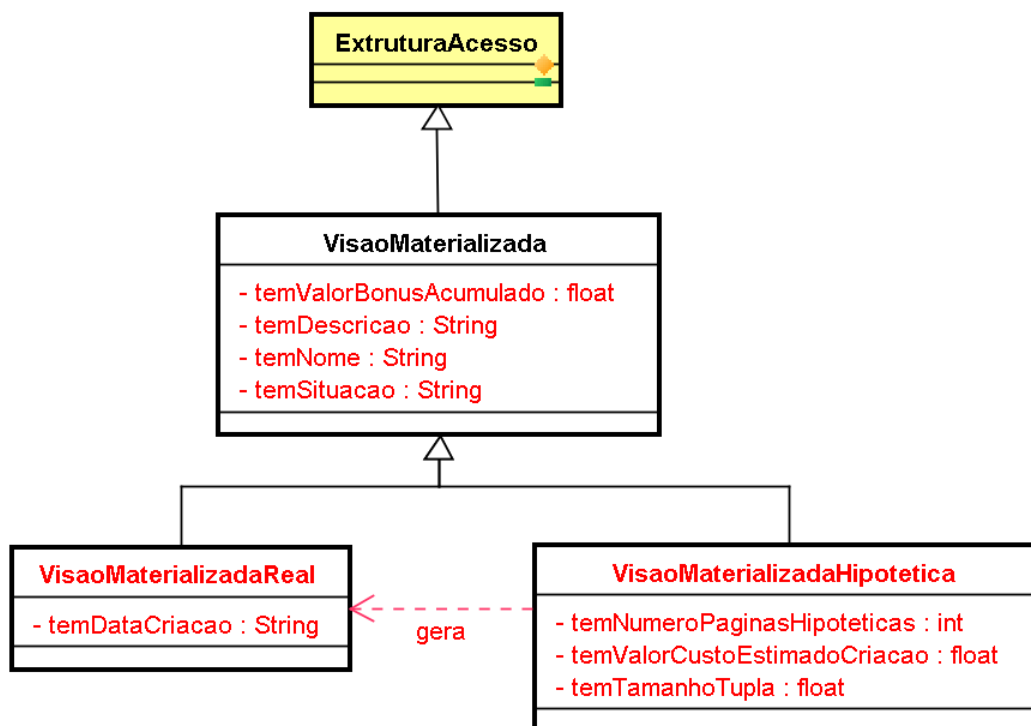 ExtruturaAcesso
VisaoMaterializada
- temValorBonusAcumulado : float
- temDescricao : String
- temNome : String
- temSituacao : String
VisaoMaterializadaReal
- temDataCriacao : String
gera
VisaoMaterializadaHipotetica
- temNumeroPaginasHipoteticas : int
- temValorCustoEstimadoCriacao : float
- temTamanhoTupla : float